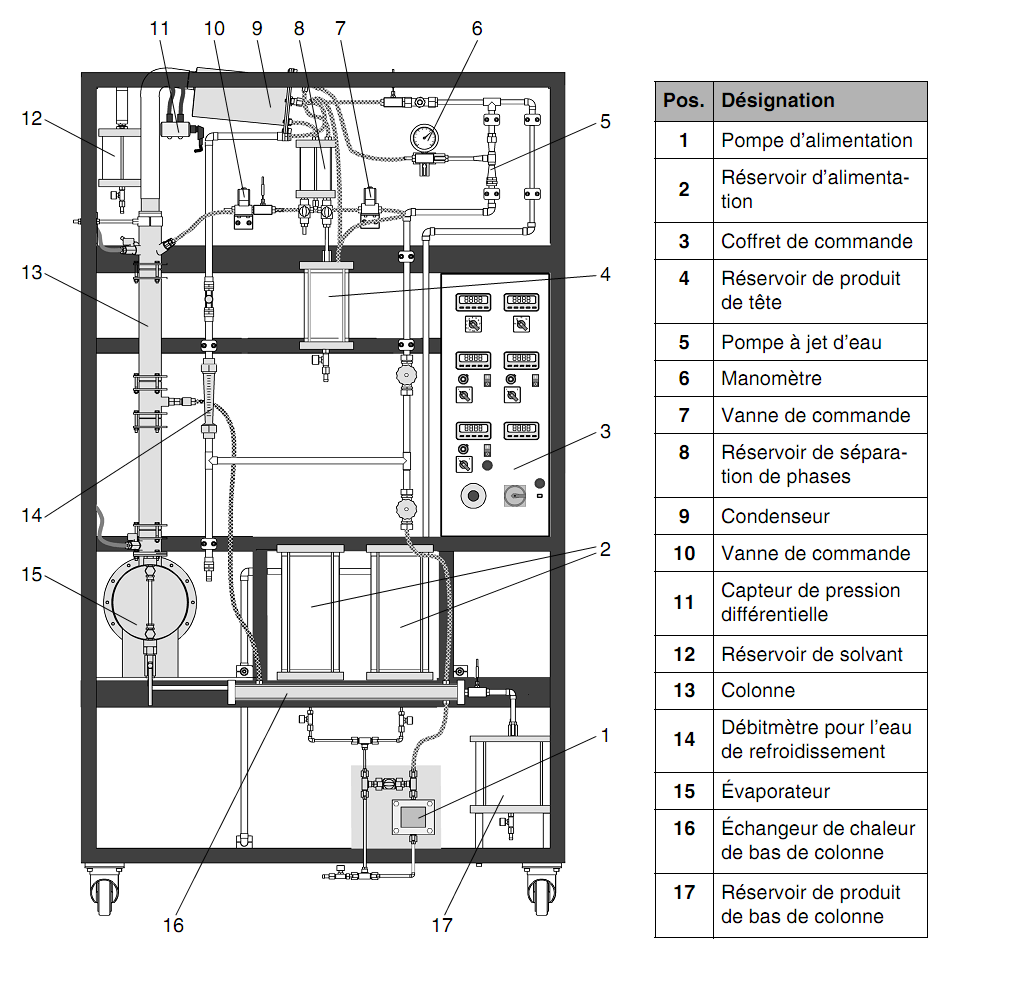 11
10
9
8
7
6
12
5
13
4
3
14
2
15
1
16
17
Pos. Désignation
1 Pompe d’alimentation
2 Réservoir d’alimenta-
tion
3 Coffret de commande
4 Réservoir de produit
de tête
5 Pompe à jet d’eau
6 Manomètre
7 Vanne de commande
8 Réservoir de sépara-
tion de phases
9 Condenseur
10 Vanne de commande
11 Capteur de pression
différentielle
12 Réservoir de solvant
13 Colonne
14 Débitmètre pour l’eau
de refroidissement
15 Évaporateur
16 Échangeur de chaleur
de bas de colonne
17 Réservoir de produit
de bas de colonne